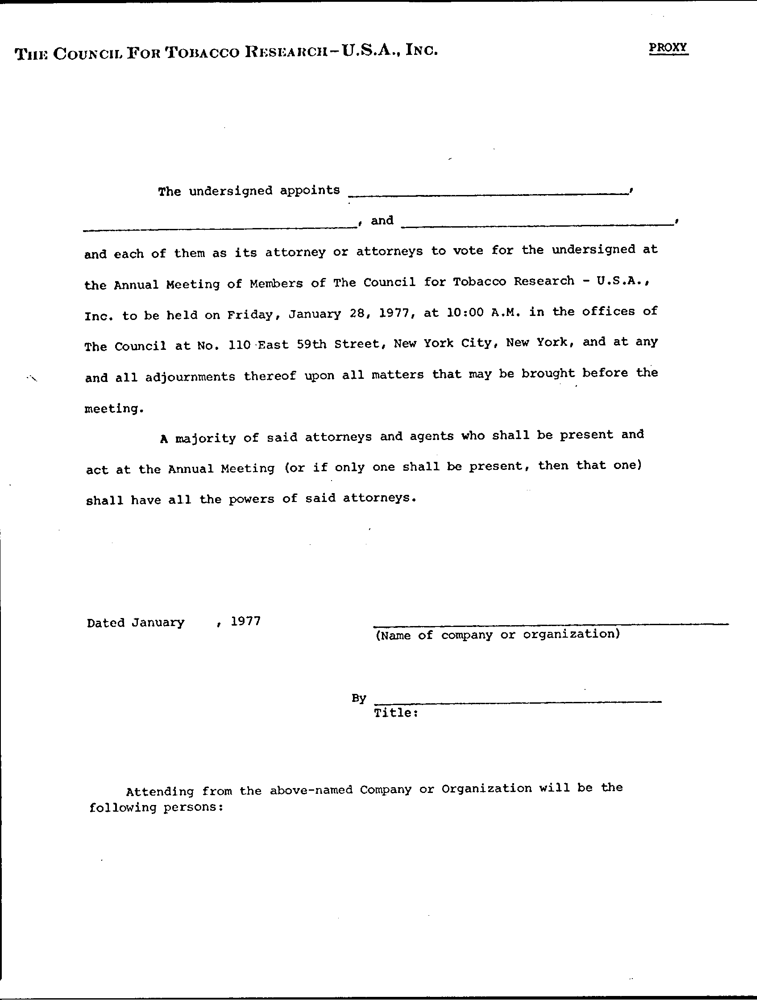 THE COUNCIL FOR TOBACCO RESEARCH-U.S.A., INC.
PROXY
The undersigned appoints ,
, and ,
and each of them as its attorney or attorneys to vote for the undersigned at
the Annual Meeting of Members of The Council for Tobacco Research - U.S.A.,
Inc. to be held on Friday, January 28, 1977, at 10:00 A.M. in the offices of
The Council at No. 110 East 59th Street, New York City, New York, and at any
and all adjournments thereof upon all matters that may be brought before the
meeting.
A majority of said attorneys and agents who shall be present and
act at the Annual Meeting (or if only one shall be present, then that one)
shall have all the powers of said attorneys.
Dated January , 1977
(Name of company or organization)
By
Title:
Attending from the above-named Company or Organization will be the
following persons: